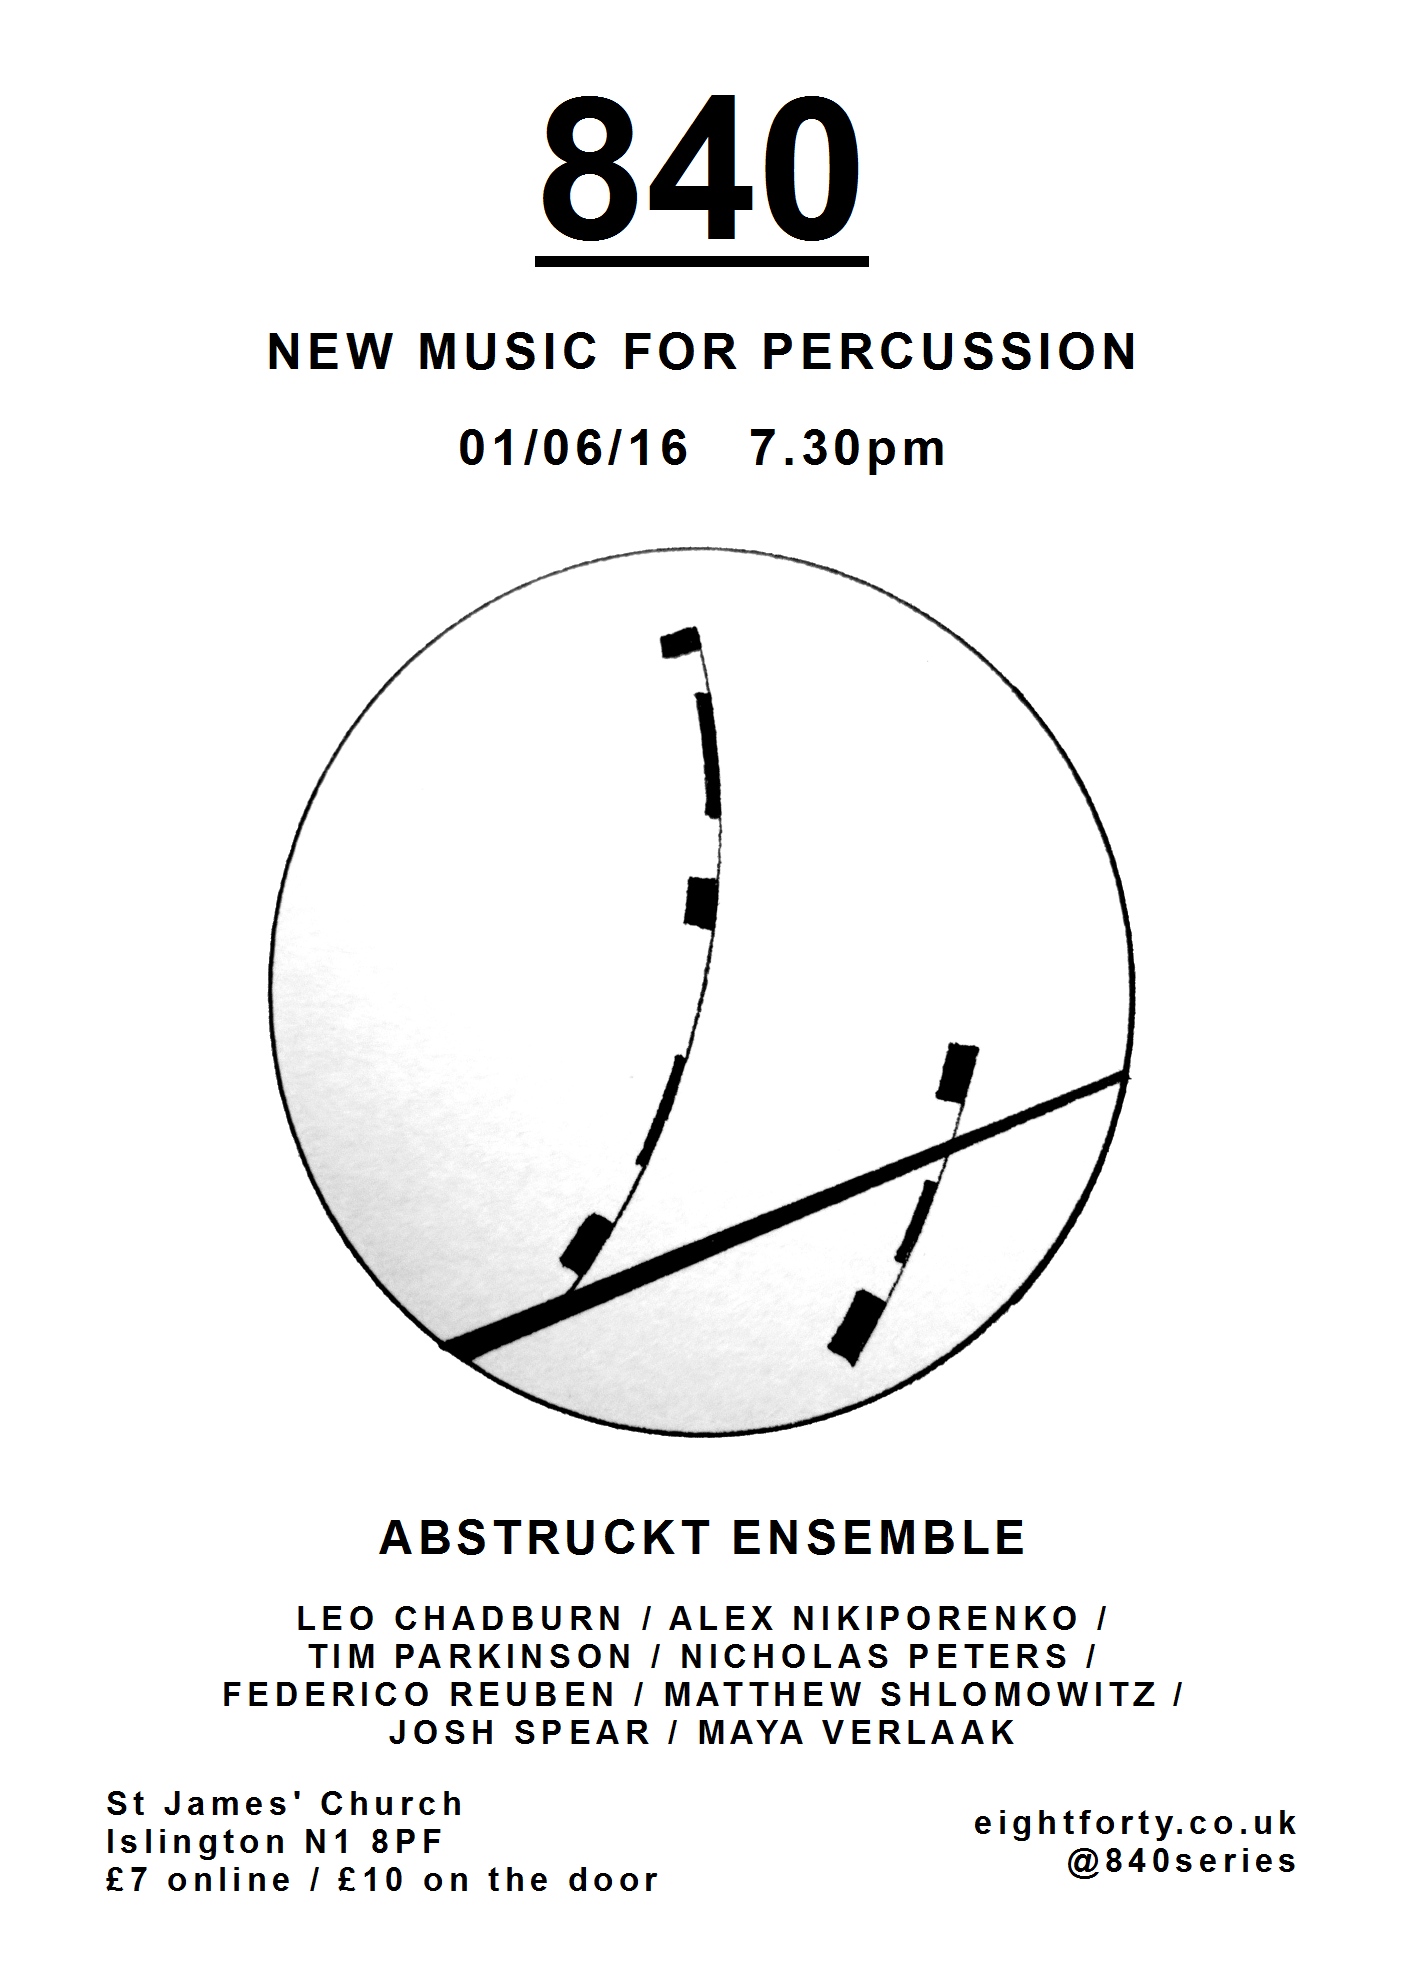 840
NEW MUSIC FOR PERCUSSION
01/06/16 7.30pm
ABSTRUCKT ENSEMBLE
LEO CHADBURN / ALEX NIKIPORENKO /
TIM PARKINSON / NICHOLAS PETERS /
FEDERICO REUBEN / MATTHEW SHLOMOWITZ /
JOSH SPEAR / MAYA VERLAAK
St James' Church
Islington N1 8PF
£7 online / £10 on the door
eightforty.co.uk
@840series